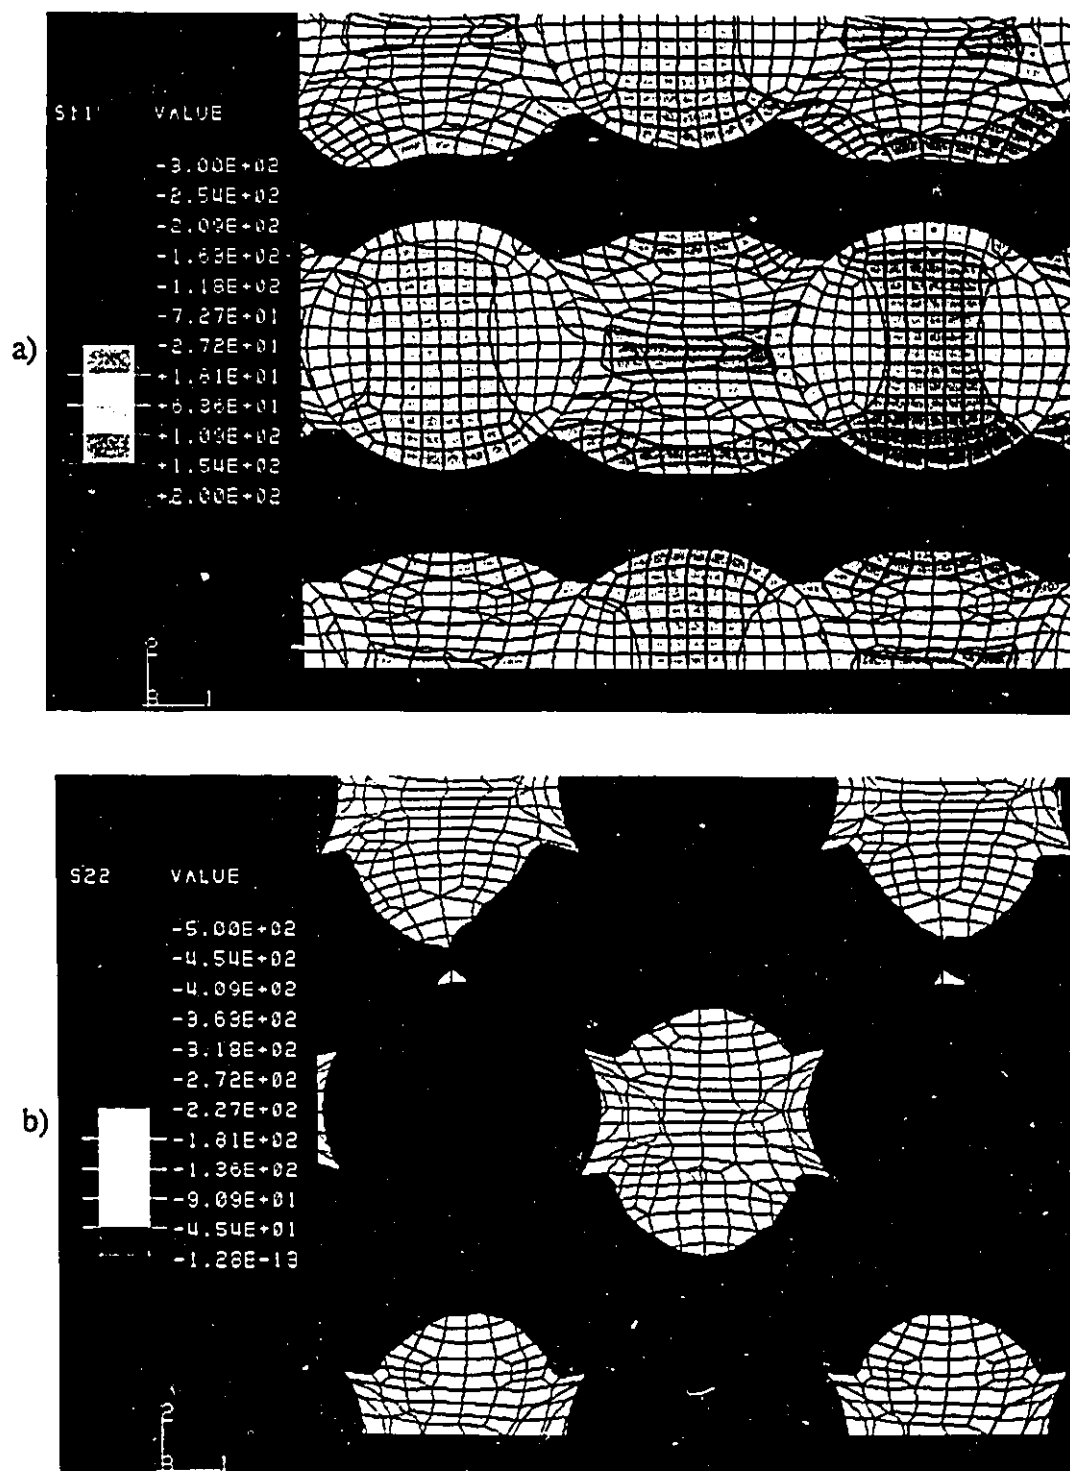 S11 VALUE
-3.00E+02
-2.54E+02
-2.09E+02
-1.63E+02
-1.18E+02
-7.27E+01
-2.72E+01
a)
+1.81E+01
+6.36E+01
+1.09E+02
+1.54E+02
+2.00E+02
2
3 1
S22 VALUE
-5.00E+02
-4.54E+02
-4.09E+02
-3.63E+02
-3.18E+02
-2.72E+02
-2.27E+02
b)
-1.81E+02
-1.36E+02
-9.09E+01
-4.54E+01
-1.28E-13
2
3 1